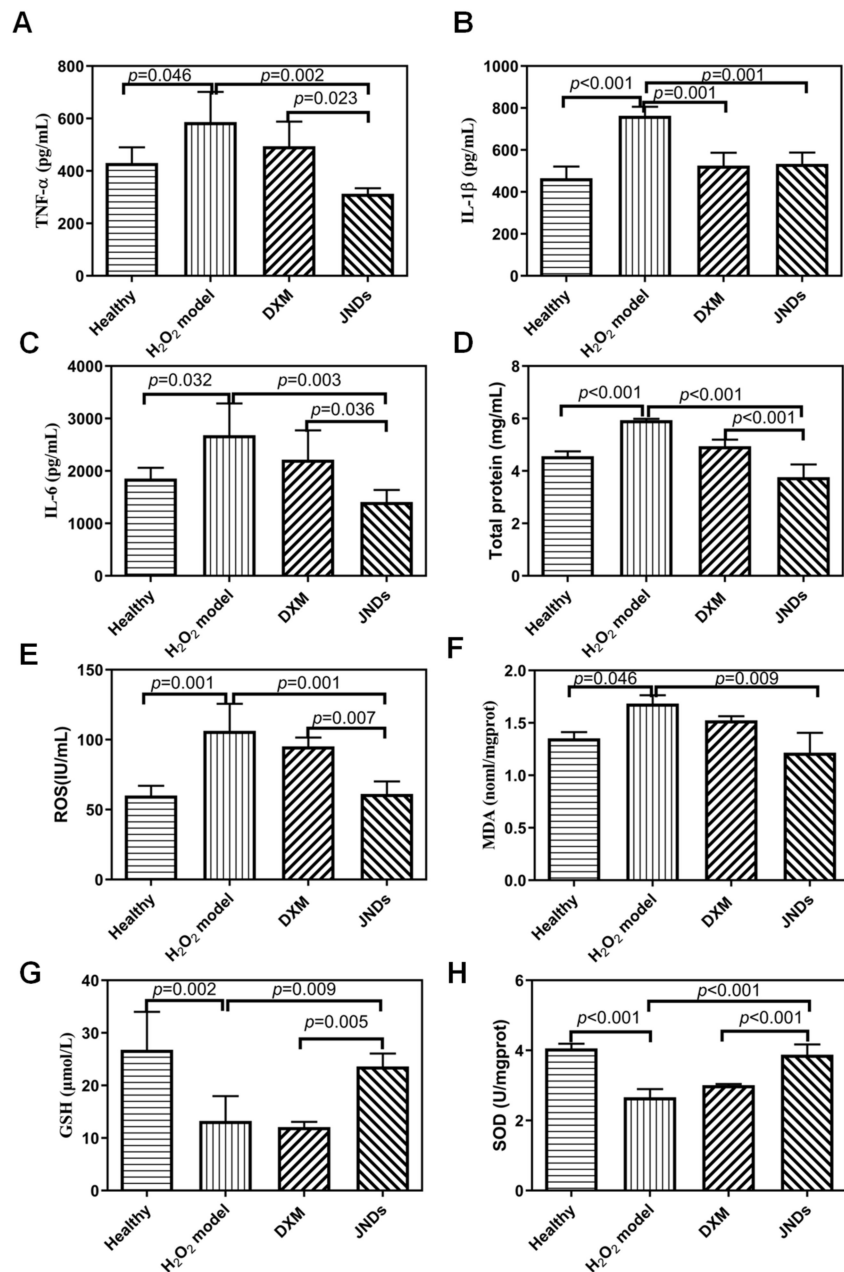 A
TNF-α (pg/mL)
800
600
400
200
0
p=0.046
p=0.002
p=0.023
Healthy
H₂O₂ model
DXM
JNDs
B
IL-1β (pg/mL)
1000
800
600
400
200
0
p<0.001
p=0.001
p=0.001
Healthy
H₂O₂ model
DXM
JNDs
C
IL-6 (pg/mL)
4000
3000
2000
1000
0
p=0.032
p=0.003
p=0.036
Healthy
H₂O₂ model
DXM
JNDs
D
Total protein (mg/mL)
8
6
4
2
0
p<0.001
p<0.001
p<0.001
Healthy
H₂O₂ model
DXM
JNDs
E
ROS(IU/mL)
150
100
50
0
p=0.001
p=0.001
p=0.007
Healthy
H₂O₂ model
DXM
JNDs
F
MDA (noml/mgprot)
2.0
1.5
1.0
0.5
0.0
p=0.046
p=0.009
Healthy
H₂O₂ model
DXM
JNDs
G
GSH (μmol/L)
40
30
20
10
0
p=0.002
p=0.009
p=0.005
Healthy
H₂O₂ model
DXM
JNDs
H
SOD (U/mgprot)
6
4
2
0
p<0.001
p<0.001
p<0.001
Healthy
H₂O₂ model
DXM
JNDs